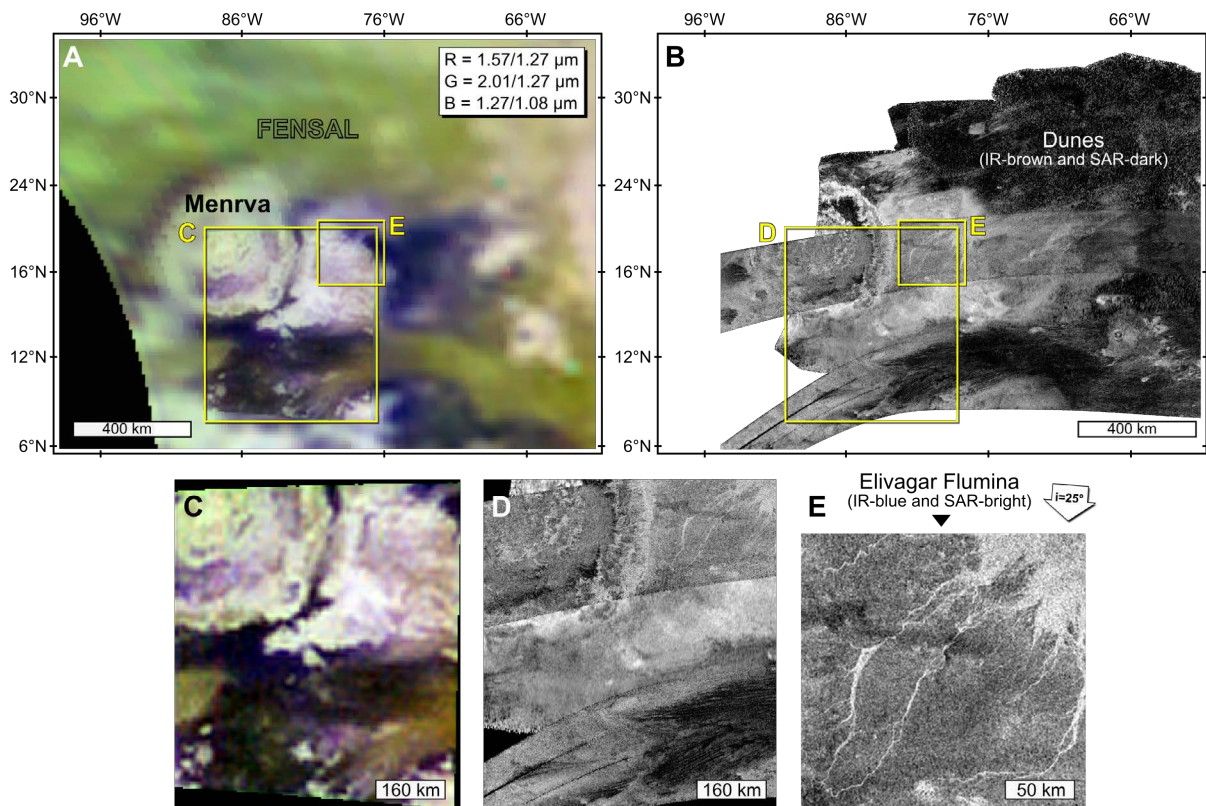 96°W 86°W 76°W 66°W
96°W 86°W 76°W 66°W
A
R = 1.57/1.27 µm
G = 2.01/1.27 µm
B = 1.27/1.08 µm
FENSAL
Menrva
C
E
400 km
30°N
24°N
16°N
12°N
6°N
B
Dunes
(IR-brown and SAR-dark)
D
E
400 km
30°N
24°N
16°N
12°N
6°N
C
160 km
D
160 km
Elivagar Flumina
(IR-blue and SAR-bright)
i=25°
E
50 km